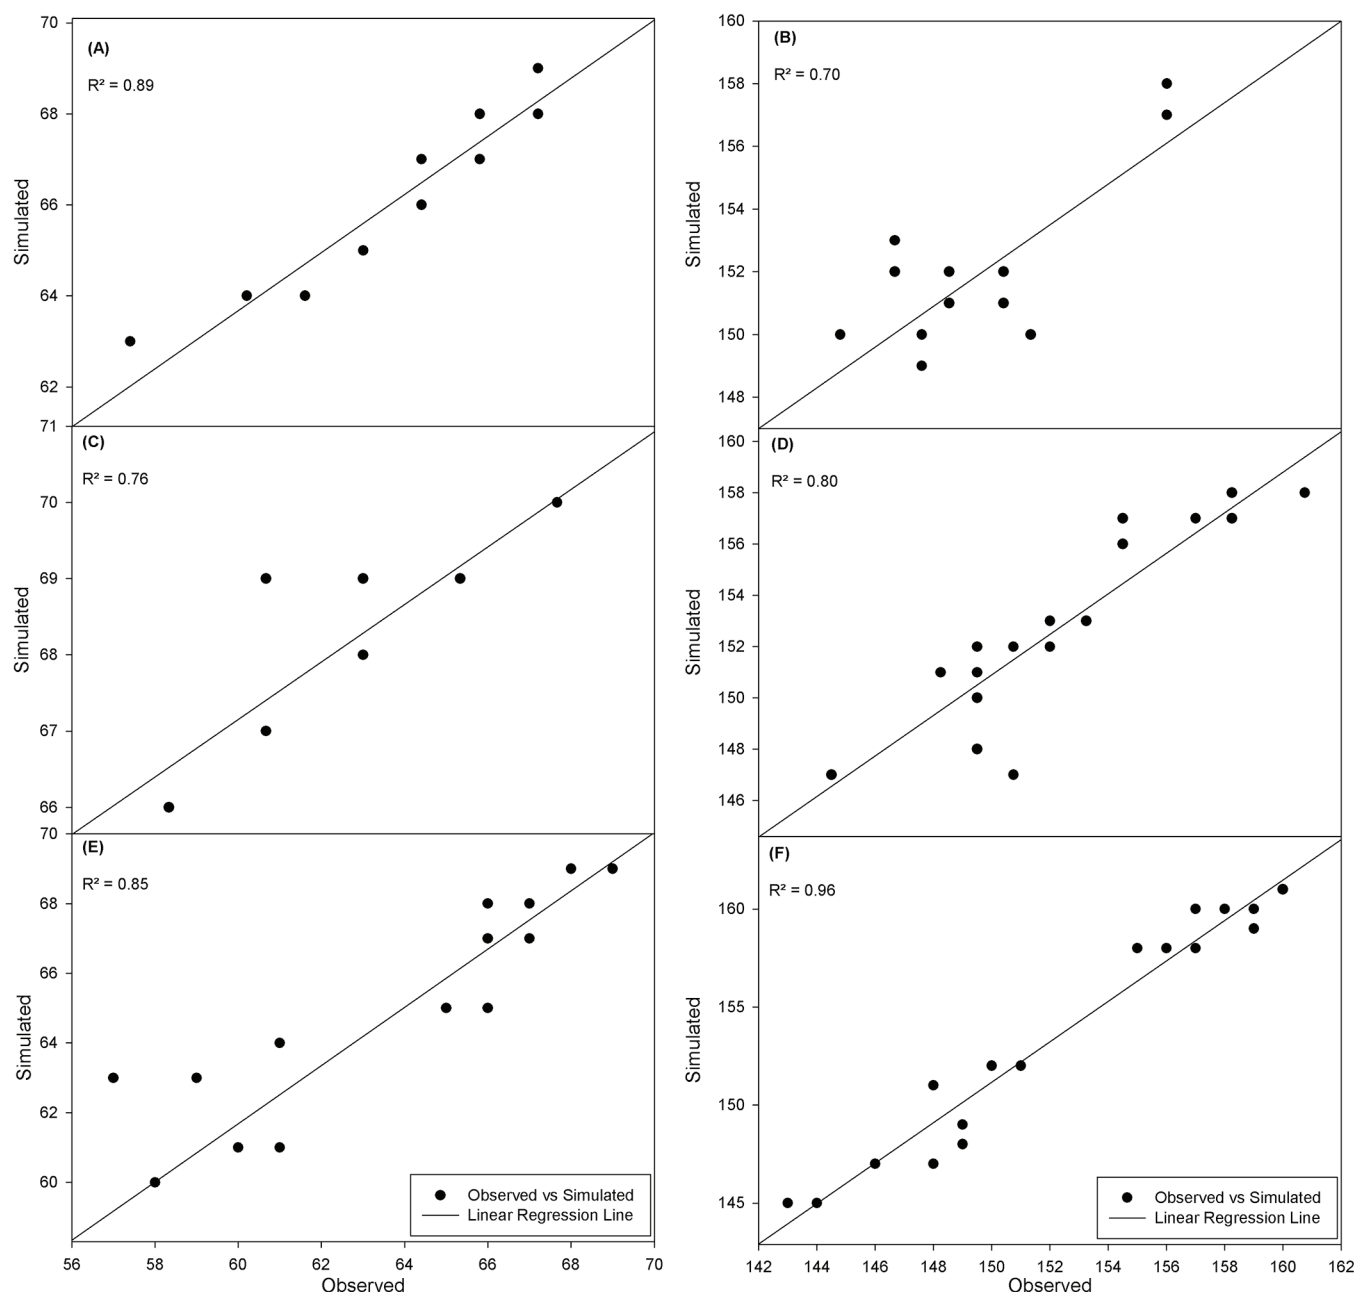 (A)
R² = 0.89
70
68
66
64
62
71
Simulated
(B)
R² = 0.70
160
158
156
154
152
150
148
Simulated
(C)
R² = 0.76
70
69
68
67
66
70
Simulated
(D)
R² = 0.80
160
158
156
154
152
150
148
146
Simulated
(E)
R² = 0.85
68
66
64
62
60
Simulated
Observed vs Simulated
Linear Regression Line
56 58 60 62 64 66 68 70
Observed
(F)
R² = 0.96
160
155
150
145
Simulated
Observed vs Simulated
Linear Regression Line
142 144 146 148 150 152 154 156 158 160 162
Observed